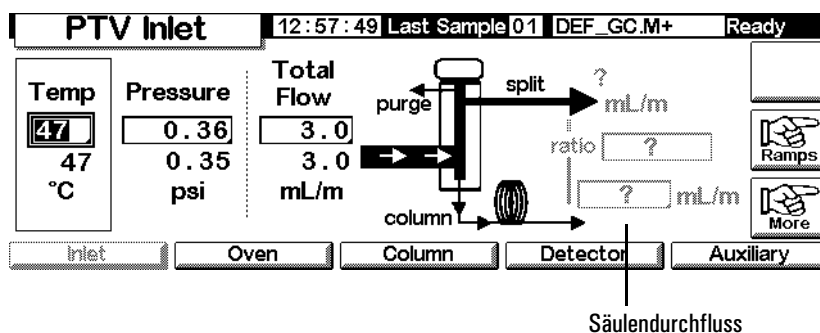 PTV Inlet
12:57:49 Last Sample 01 DEF_GC.M+ Ready
Temp
47
47
°C
Pressure
0.36
0.35
psi
Total
Flow
3.0
3.0
mL/m
purge
split
?
mL/m
ratio ?
? mL/m
column
Ramps
More
Inlet Oven Column Detector Auxiliary
Säulendurchfluss